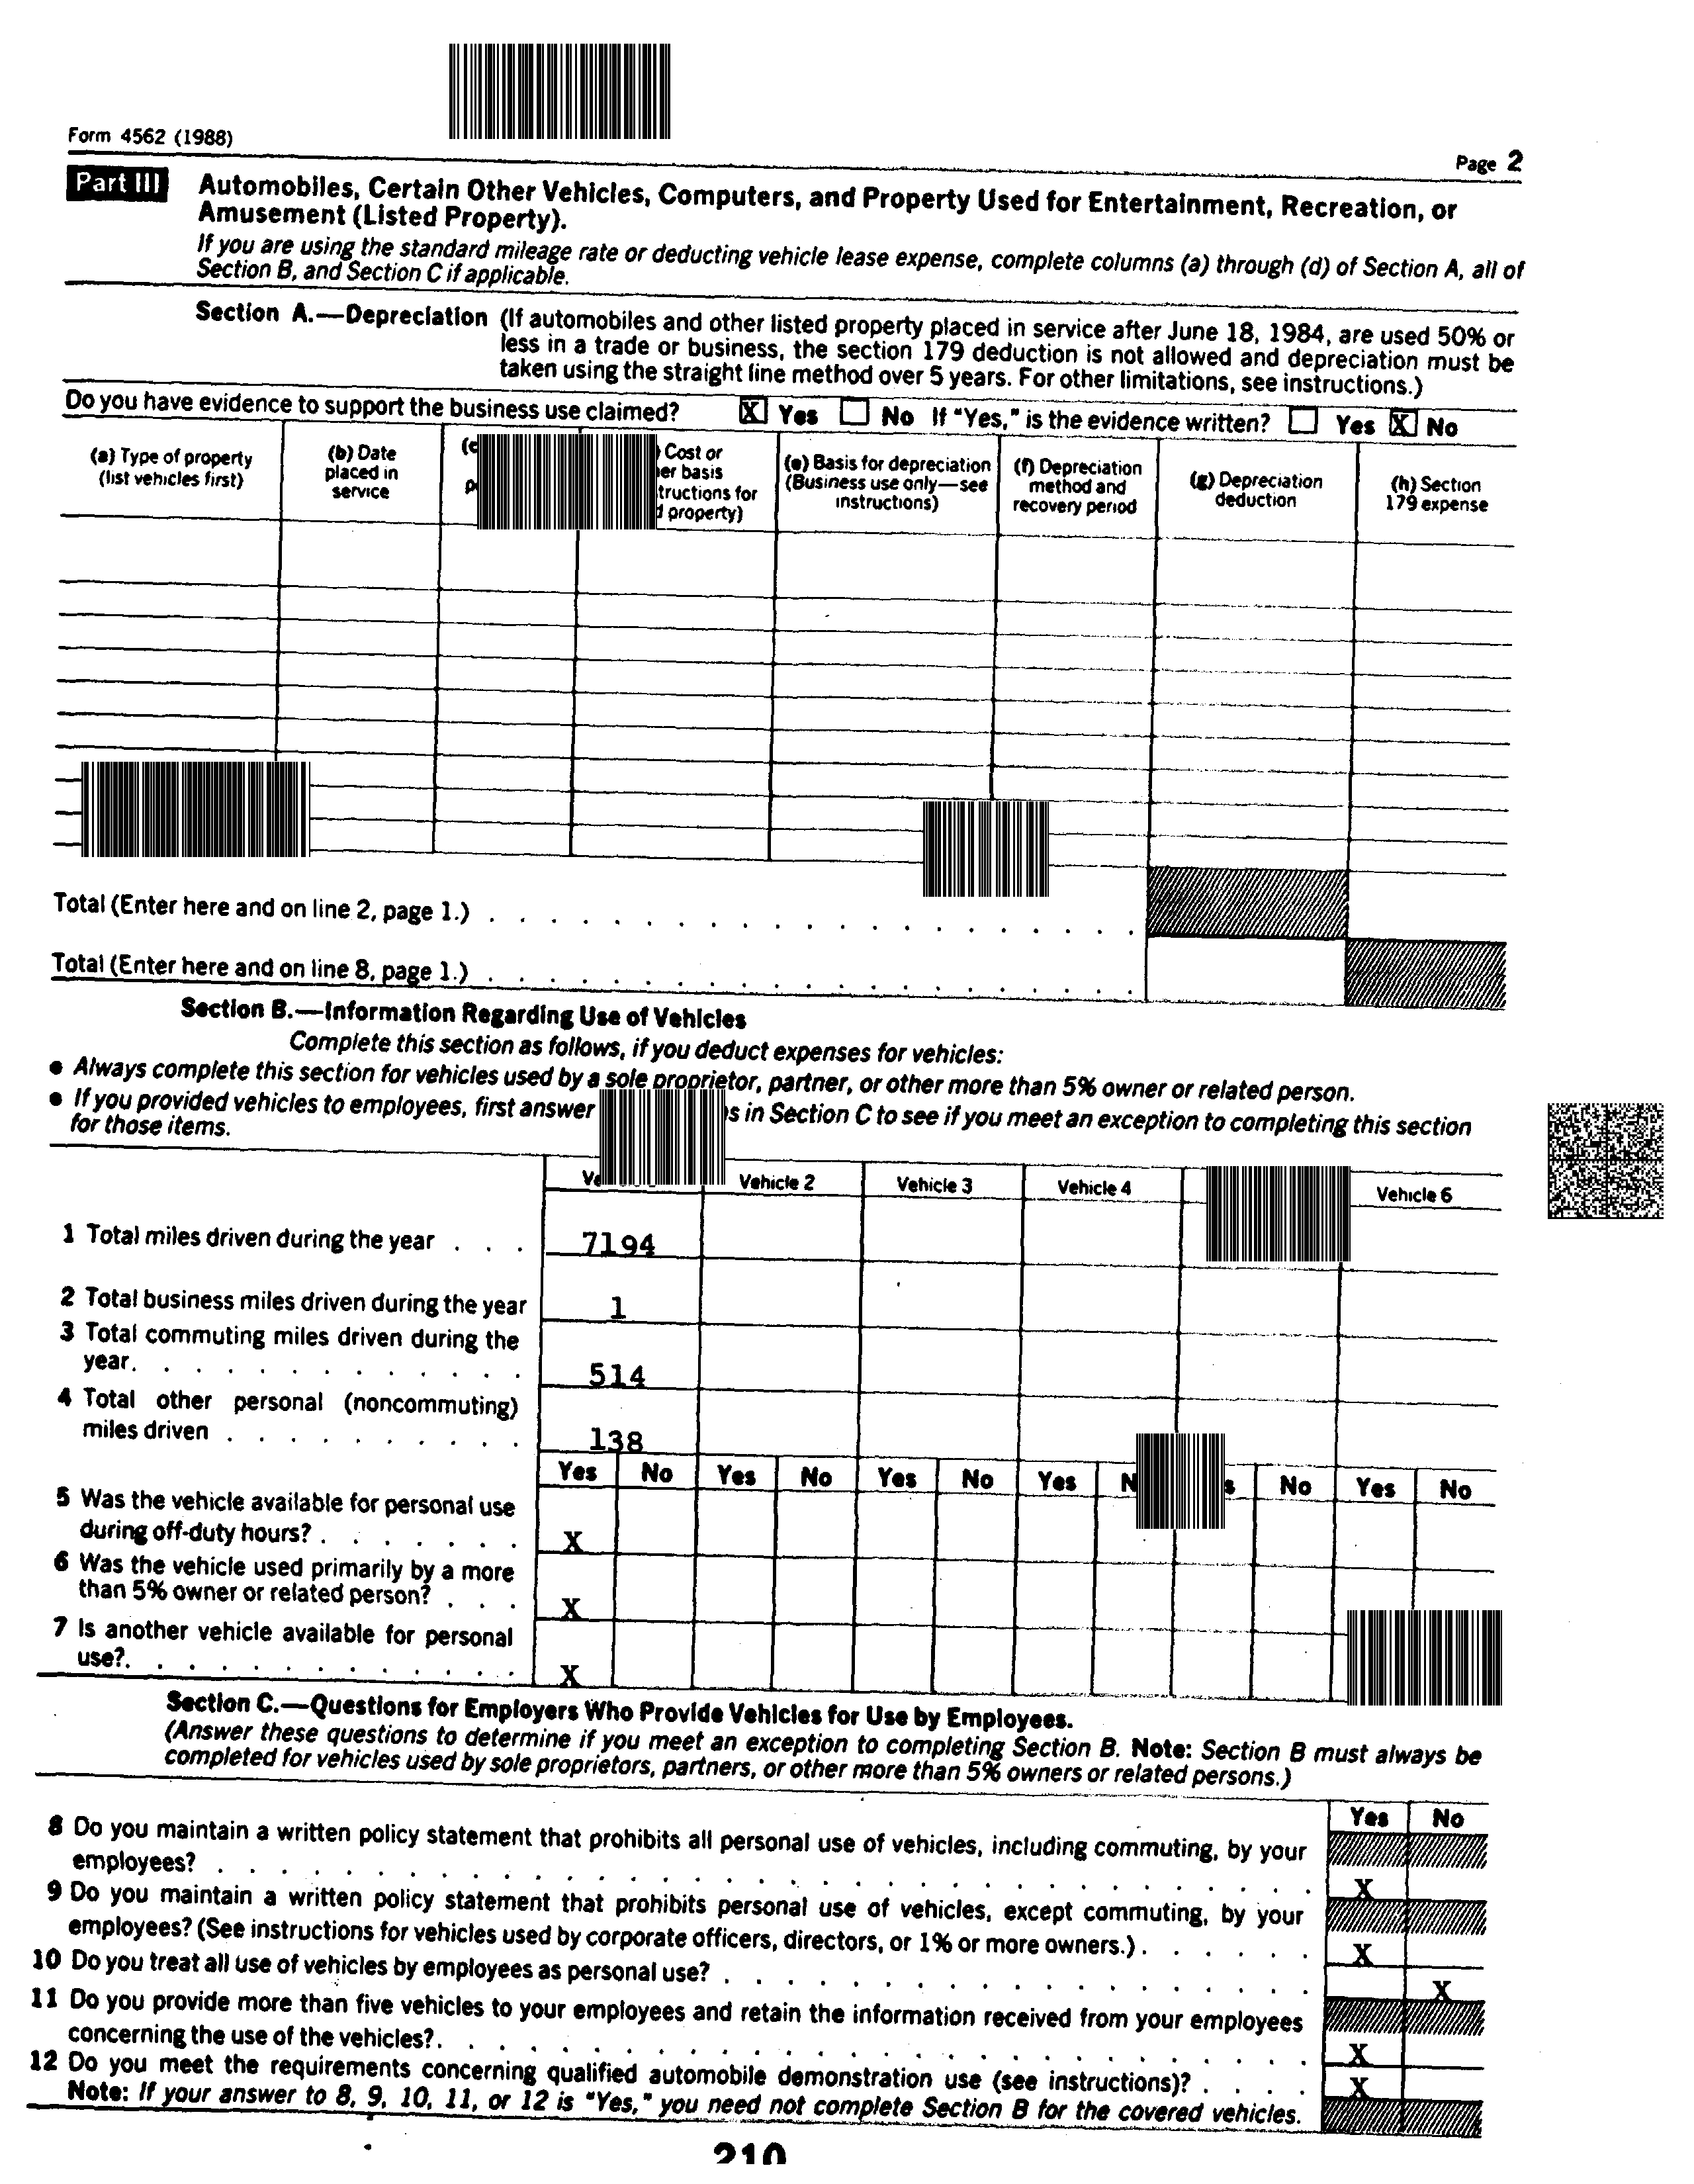 Form 4562 (1988)
Page 2
Part III Automobiles, Certain Other Vehicles, Computers, and Property Used for Entertainment, Recreation, or
Amusement (Listed Property).
If you are using the standard mileage rate or deducting vehicle lease expense, complete columns (a) through (d) of Section A, all of
Section B, and Section C if applicable.
Section A.—Depreciation (If automobiles and other listed property placed in service after June 18, 1984, are used 50% or
less in a trade or business, the section 179 deduction is not allowed and depreciation must be
taken using the straight line method over 5 years. For other limitations, see instructions.)
Do you have evidence to support the business use claimed? X Yes No If "Yes," is the evidence written? Yes X No
(a) Type of property
(list vehicles first)
(b) Date
placed in
service
Cost or
basis
for
property)
(e) Basis for depreciation
(Business use only—see
instructions)
(f) Depreciation
method and
recovery period
(g) Depreciation
deduction
(h) Section
179 expense
Total (Enter here and on line 2, page 1.) . . . . . . . . . . . . . . . . . . . . .
Total (Enter here and on line 8, page 1.) . . . . . . . . . . . . . . . . . . . . .
Section B.—Information Regarding Use of Vehicles
Complete this section as follows, if you deduct expenses for vehicles:
● Always complete this section for vehicles used by a sole proprietor, partner, or other more than 5% owner or related person.
● If you provided vehicles to employees, first answer in Section C to see if you meet an exception to completing this section
for those items.
Vehicle 2 Vehicle 3 Vehicle 4 Vehicle 6
1 Total miles driven during the year . . . 7194
2 Total business miles driven during the year 1
3 Total commuting miles driven during the
year. . . . . . . . . . . . 514
4 Total other personal (noncommuting)
miles driven . . . . . . . . . . 138
Yes No Yes No Yes No Yes No Yes No
5 Was the vehicle available for personal use
during off-duty hours? . . . . . . . X
6 Was the vehicle used primarily by a more
than 5% owner or related person? . . . X
7 Is another vehicle available for personal
use?. . . . . . . . . . . . . X
Section C.—Questions for Employers Who Provide Vehicles for Use by Employees.
(Answer these questions to determine if you meet an exception to completing Section B. Note: Section B must always be
completed for vehicles used by sole proprietors, partners, or other more than 5% owners or related persons.)
Yes No
8 Do you maintain a written policy statement that prohibits all personal use of vehicles, including commuting, by your
employees? . . . . . . . . . . . . . . . . . . . . . . . . . . X
9 Do you maintain a written policy statement that prohibits personal use of vehicles, except commuting, by your
employees? (See instructions for vehicles used by corporate officers, directors, or 1% or more owners.) . . . . . . X
10 Do you treat all use of vehicles by employees as personal use? . . . . . . . . . . . . . . . . . . X
11 Do you provide more than five vehicles to your employees and retain the information received from your employees
concerning the use of the vehicles?. . . . . . . . . . . . . . . . . . . . . . . . . . . X
12 Do you meet the requirements concerning qualified automobile demonstration use (see instructions)? . . . . X
Note: If your answer to 8, 9, 10, 11, or 12 is "Yes," you need not complete Section B for the covered vehicles.
210